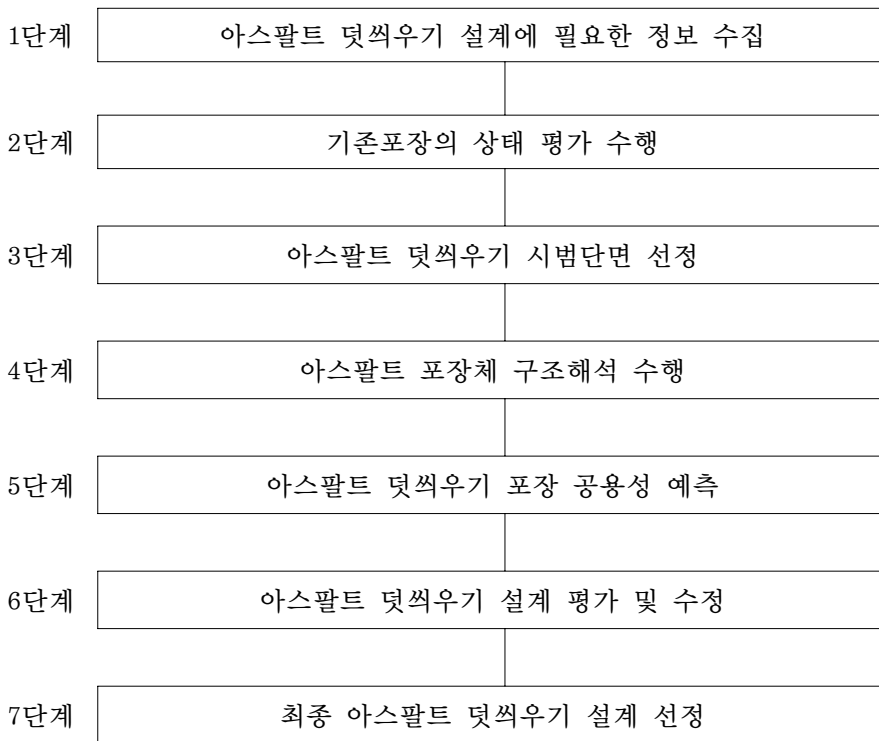 1단계 아스팔트 덧씌우기 설계에 필요한 정보 수집
2단계 기존포장의 상태 평가 수행
3단계 아스팔트 덧씌우기 시범단면 선정
4단계 아스팔트 포장체 구조해석 수행
5단계 아스팔트 덧씌우기 포장 공용성 예측
6단계 아스팔트 덧씌우기 설계 평가 및 수정
7단계 최종 아스팔트 덧씌우기 설계 선정